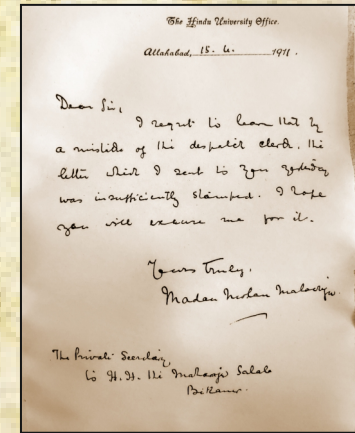 The Hindu University Office.
Allahabad, 15. 4. 1911.
Dear Sir,
I regret to learn that by
a mistake of the despatch clerk, the
letter which I sent to you yesterday
was insufficiently stamped. I hope
you will excuse me for it.
Yours truly,
Madan Mohan Malaviya
The Private Secretary
to H.H. the Maharaja Saheb
Bikaner.